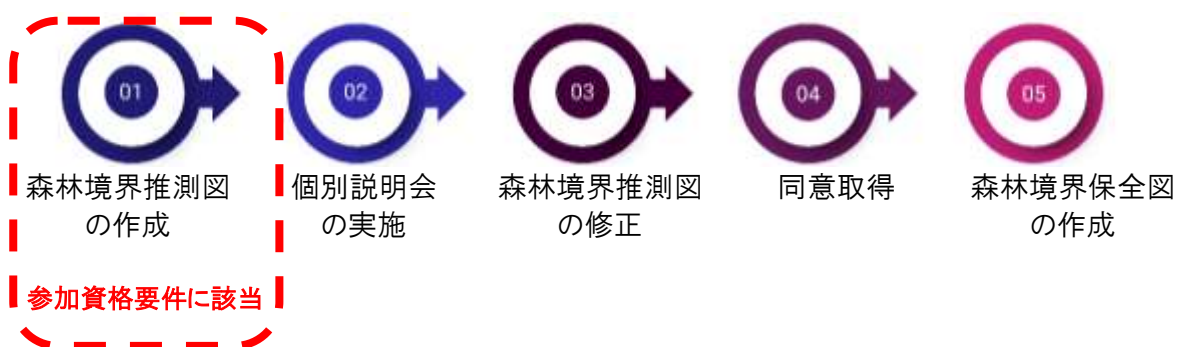 01
02
03
04
05
森林境界推測図
の作成
個別説明会
の実施
森林境界推測図
の修正
同意取得
森林境界保全図
の作成
参加資格要件に該当